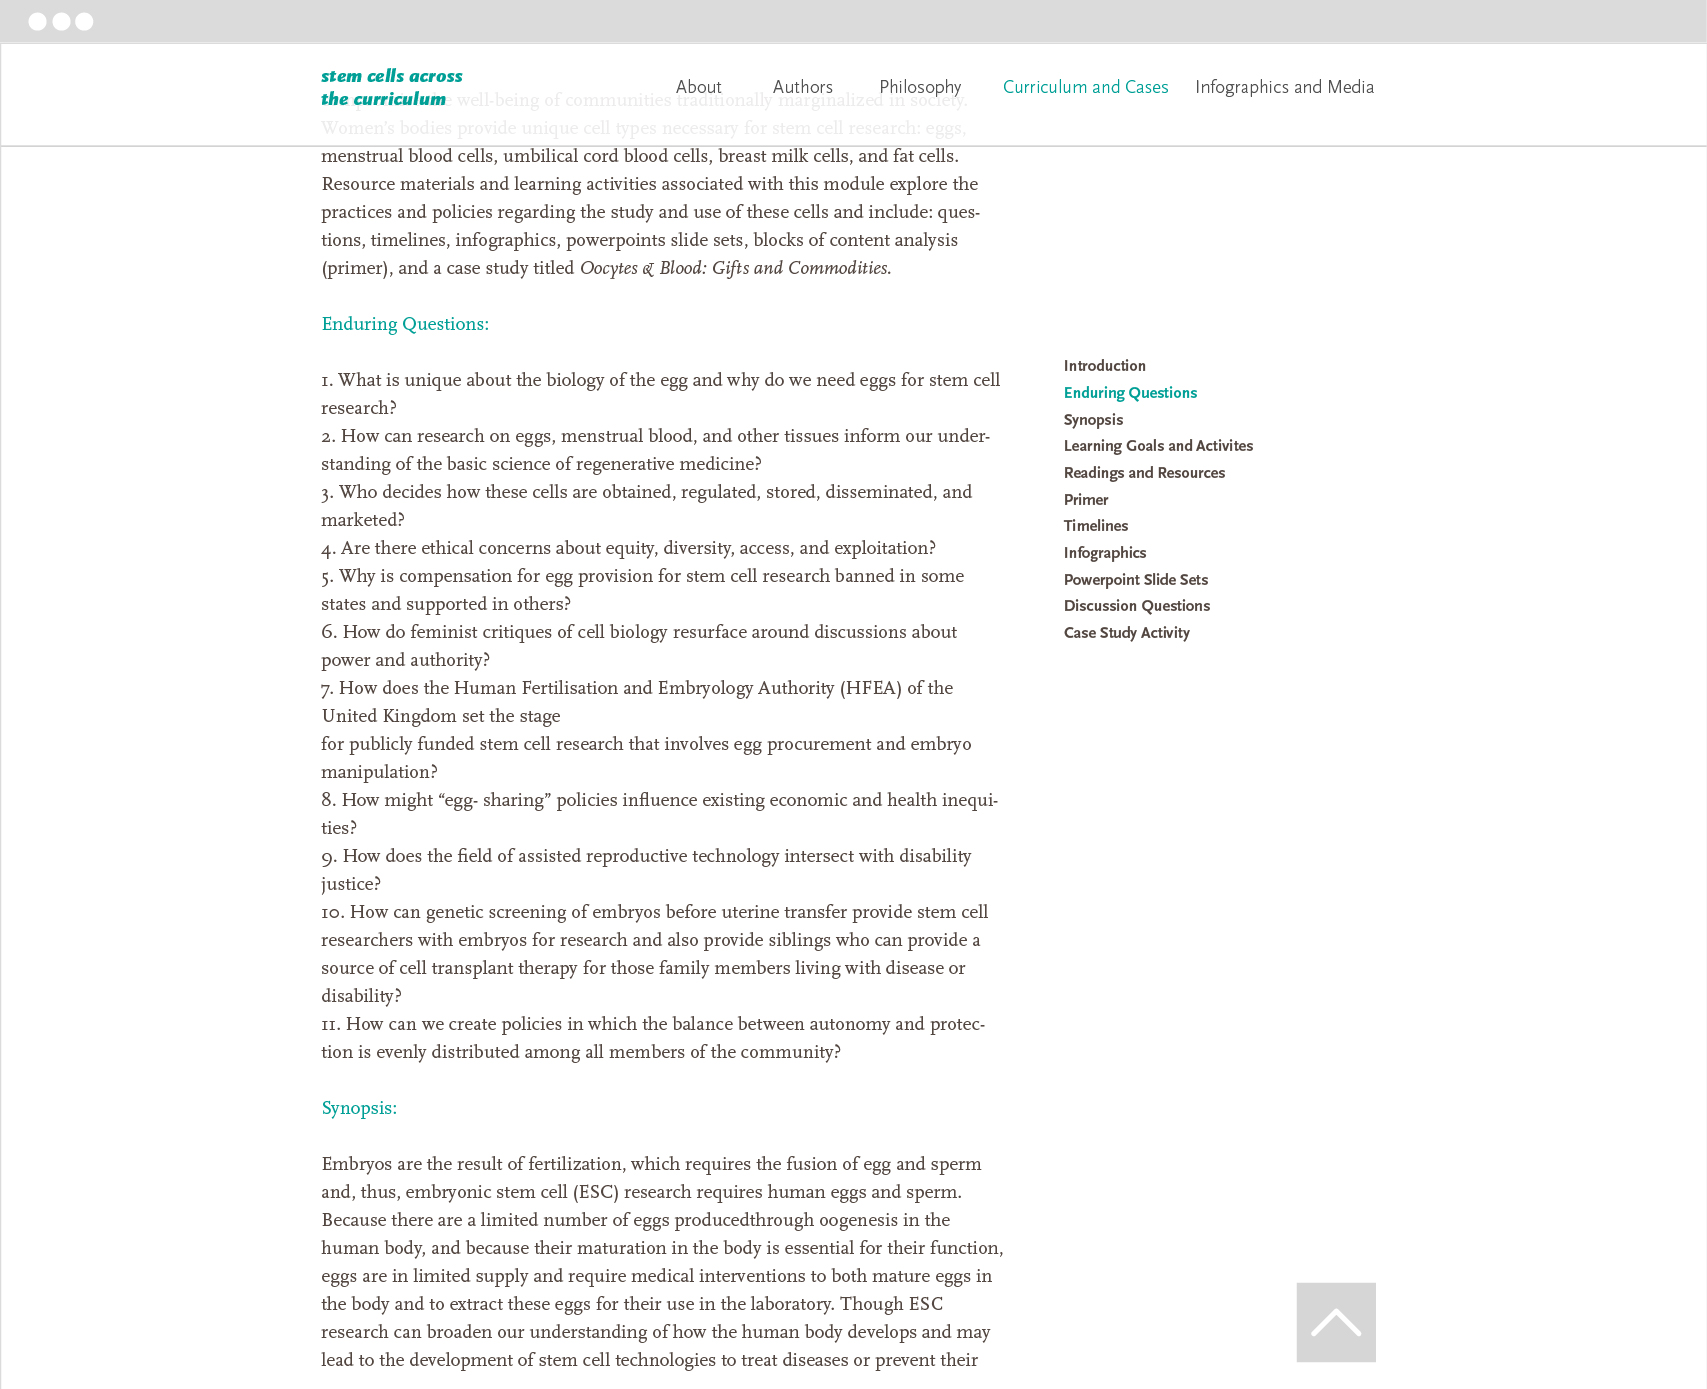 stem cells across
the curriculum
About
Authors
Philosophy
Curriculum and Cases
Infographics and Media
well-being of communities traditionally marginalized in society.
Women's bodies provide unique cell types necessary for stem cell research: eggs,
menstrual blood cells, umbilical cord blood cells, breast milk cells, and fat cells.
Resource materials and learning activities associated with this module explore the
practices and policies regarding the study and use of these cells and include: ques-
tions, timelines, infographics, powerpoints slide sets, blocks of content analysis
(primer), and a case study titled Oocytes & Blood: Gifts and Commodities.
Enduring Questions:
1. What is unique about the biology of the egg and why do we need eggs for stem cell
research?
2. How can research on eggs, menstrual blood, and other tissues inform our under-
standing of the basic science of regenerative medicine?
3. Who decides how these cells are obtained, regulated, stored, disseminated, and
marketed?
4. Are there ethical concerns about equity, diversity, access, and exploitation?
5. Why is compensation for egg provision for stem cell research banned in some
states and supported in others?
6. How do feminist critiques of cell biology resurface around discussions about
power and authority?
7. How does the Human Fertilisation and Embryology Authority (HFEA) of the
United Kingdom set the stage
for publicly funded stem cell research that involves egg procurement and embryo
manipulation?
8. How might “egg- sharing” policies influence existing economic and health inequi-
ties?
9. How does the field of assisted reproductive technology intersect with disability
justice?
10. How can genetic screening of embryos before uterine transfer provide stem cell
researchers with embryos for research and also provide siblings who can provide a
source of cell transplant therapy for those family members living with disease or
disability?
11. How can we create policies in which the balance between autonomy and protec-
tion is evenly distributed among all members of the community?
Synopsis:
Embryos are the result of fertilization, which requires the fusion of egg and sperm
and, thus, embryonic stem cell (ESC) research requires human eggs and sperm.
Because there are a limited number of eggs producedthrough oogenesis in the
human body, and because their maturation in the body is essential for their function,
eggs are in limited supply and require medical interventions to both mature eggs in
the body and to extract these eggs for their use in the laboratory. Though ESC
research can broaden our understanding of how the human body develops and may
lead to the development of stem cell technologies to treat diseases or prevent their
Introduction
Enduring Questions
Synopsis
Learning Goals and Activites
Readings and Resources
Primer
Timelines
Infographics
Powerpoint Slide Sets
Discussion Questions
Case Study Activity